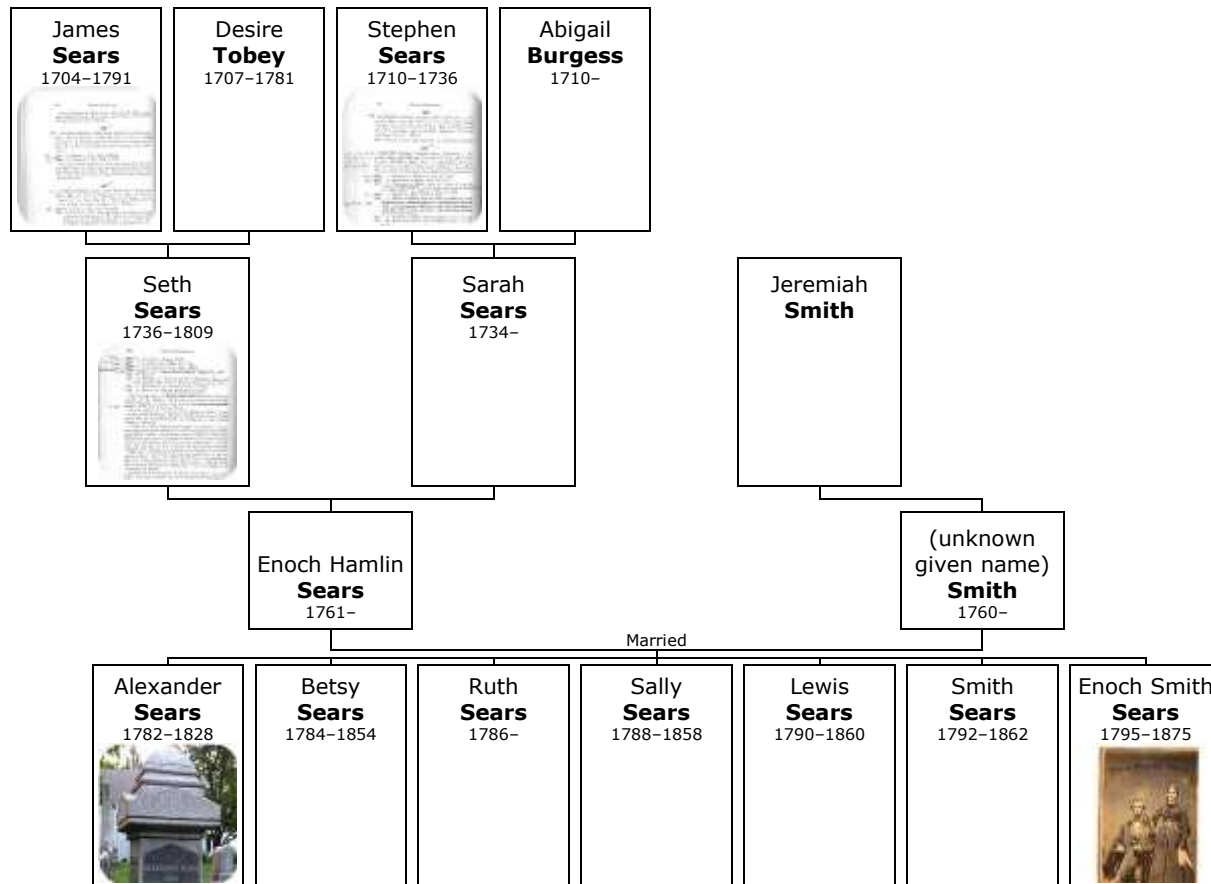 James
Sears
1704–1791
Desire
Tobey
1707–1781
Stephen
Sears
1710–1736
Abigail
Burgess
1710–
Seth
Sears
1736–1809
Sarah
Sears
1734–
Jeremiah
Smith
Enoch Hamlin
Sears
1761–
(unknown
given name)
Smith
1760–
Married
Alexander
Sears
1782–1828
Betsy
Sears
1784–1854
Ruth
Sears
1786–
Sally
Sears
1788–1858
Lewis
Sears
1790–1860
Smith
Sears
1792–1862
Enoch Smith
Sears
1795–1875